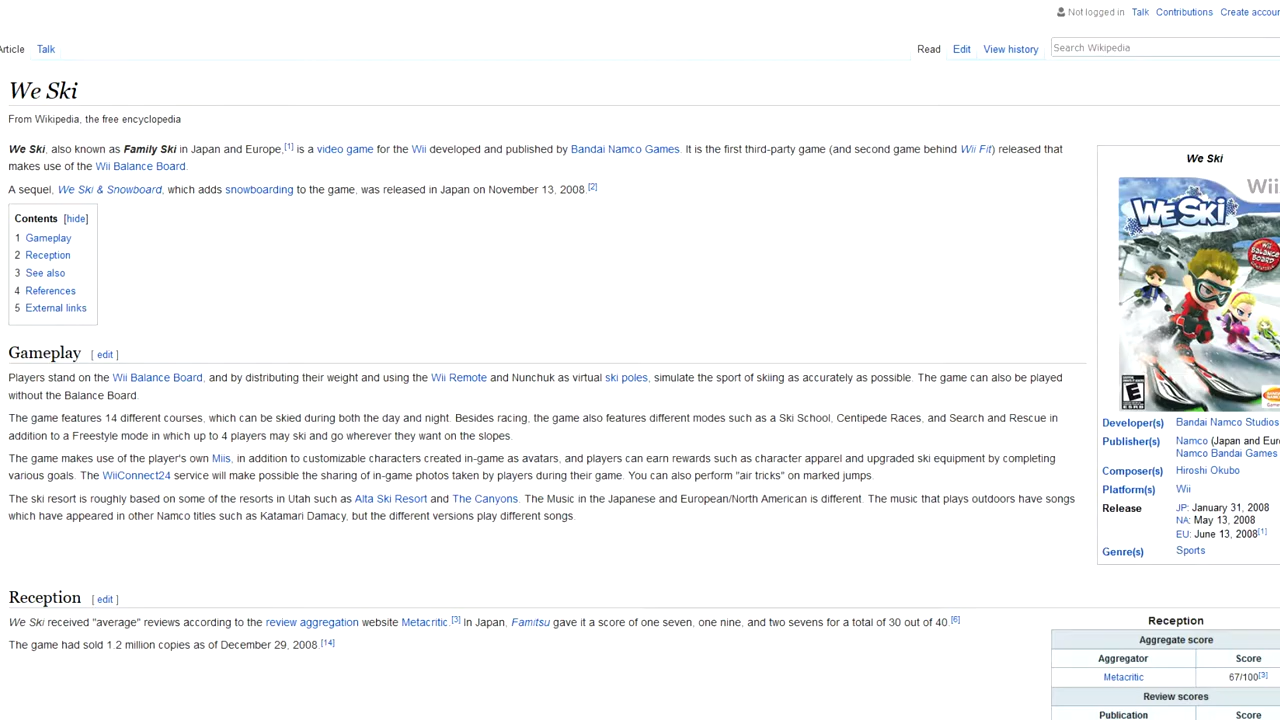 Not logged in Talk Contributions Create accoun
Article Talk Read Edit View history Search Wikipedia
We Ski
From Wikipedia, the free encyclopedia
We Ski, also known as Family Ski in Japan and Europe,[1] is a video game for the Wii developed and published by Bandai Namco Games. It is the first third-party game (and second game behind Wii Fit) released that
makes use of the Wii Balance Board.
A sequel, We Ski & Snowboard, which adds snowboarding to the game, was released in Japan on November 13, 2008.[2]
Contents [hide]
1 Gameplay
2 Reception
3 See also
4 References
5 External links
Gameplay [ edit ]
Players stand on the Wii Balance Board, and by distributing their weight and using the Wii Remote and Nunchuk as virtual ski poles, simulate the sport of skiing as accurately as possible. The game can also be played
without the Balance Board.
The game features 14 different courses, which can be skied during both the day and night. Besides racing, the game also features different modes such as a Ski School, Centipede Races, and Search and Rescue in
addition to a Freestyle mode in which up to 4 players may ski and go wherever they want on the slopes.
The game makes use of the player's own Miis, in addition to customizable characters created in-game as avatars, and players can earn rewards such as character apparel and upgraded ski equipment by completing
various goals. The WiiConnect24 service will make possible the sharing of in-game photos taken by players during their game. You can also perform "air tricks" on marked jumps.
The ski resort is roughly based on some of the resorts in Utah such as Alta Ski Resort and The Canyons. The Music in the Japanese and European/North American is different. The music that plays outdoors have songs
which have appeared in other Namco titles such as Katamari Damacy, but the different versions play different songs.
Reception [ edit ]
We Ski received "average" reviews according to the review aggregation website Metacritic.[3] In Japan, Famitsu gave it a score of one seven, one nine, and two sevens for a total of 30 out of 40.[6]
The game had sold 1.2 million copies as of December 29, 2008.[14]
We Ski
Wii
WE SKI
Wii BALANCE BOARD
E
ESRB
Developer(s) Bandai Namco Studios
Publisher(s) Namco (Japan and Euro
Namco Bandai Games
Composer(s) Hiroshi Okubo
Platform(s) Wii
Release JP: January 31, 2008
NA: May 13, 2008
EU: June 13, 2008[1]
Genre(s) Sports
Reception
Aggregate score
Aggregator Score
Metacritic 67/100[3]
Review scores
Publication Score